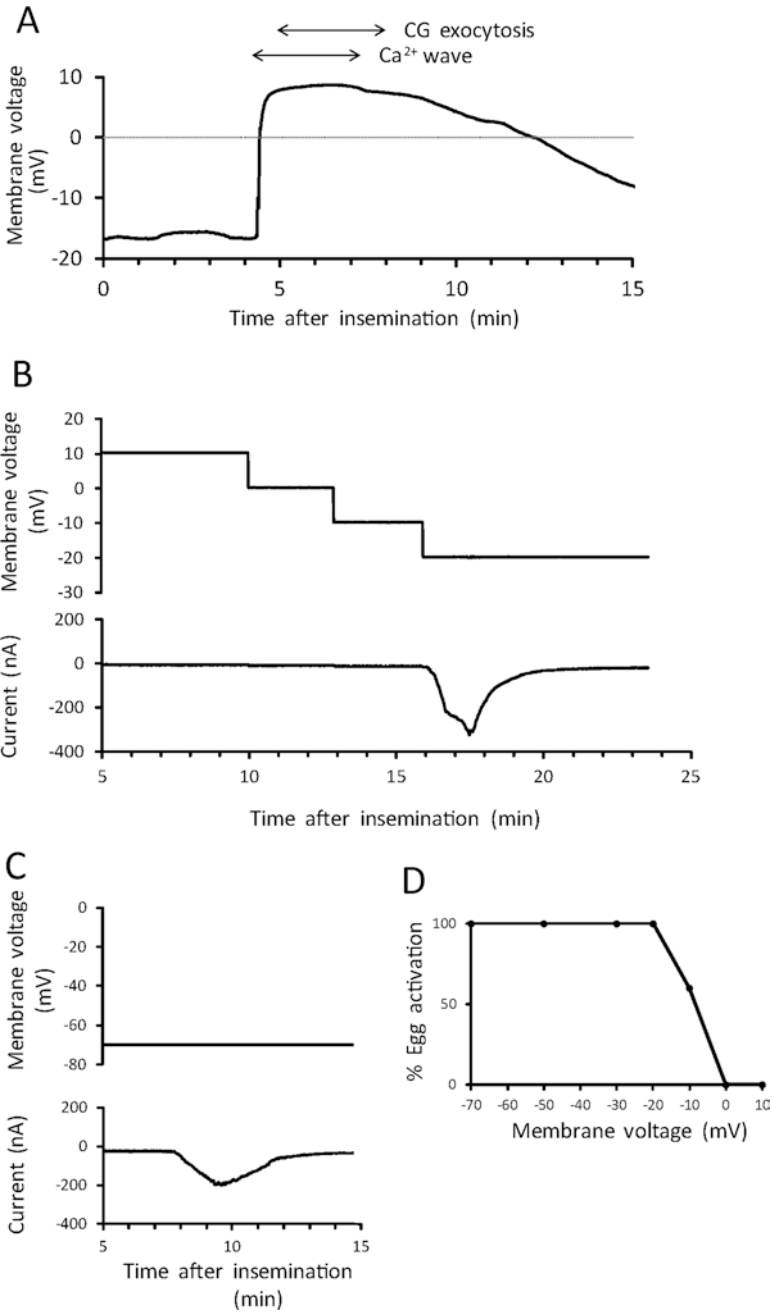 A
CG exocytosis
Ca²⁺ wave
Membrane voltage
(mV)
10
0
-10
-20
0
5
10
15
Time after insemination (min)
B
Membrane voltage
(mV)
20
10
0
-10
-20
-30
Current (nA)
200
0
-200
-400
5
10
15
20
25
Time after insemination (min)
C
Membrane voltage
(mV)
0
-20
-40
-60
-80
Current (nA)
200
0
-200
-400
5
10
15
Time after insemination
(min)
D
% Egg activation
100
50
0
-70 -60 -50 -40 -30 -20 -10 0 10
Membrane voltage (mV)